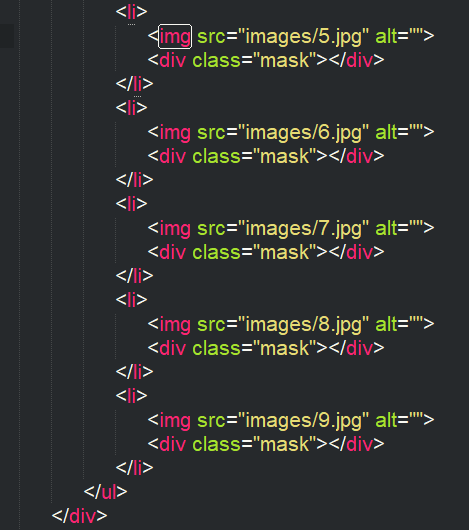 <li>
<img src="images/5.jpg" alt="">
<div class="mask"></div>
</li>
<li>
<img src="images/6.jpg" alt="">
<div class="mask"></div>
</li>
<li>
<img src="images/7.jpg" alt="">
<div class="mask"></div>
</li>
<li>
<img src="images/8.jpg" alt="">
<div class="mask"></div>
</li>
<li>
<img src="images/9.jpg" alt="">
<div class="mask"></div>
</li>
</ul>
</div>